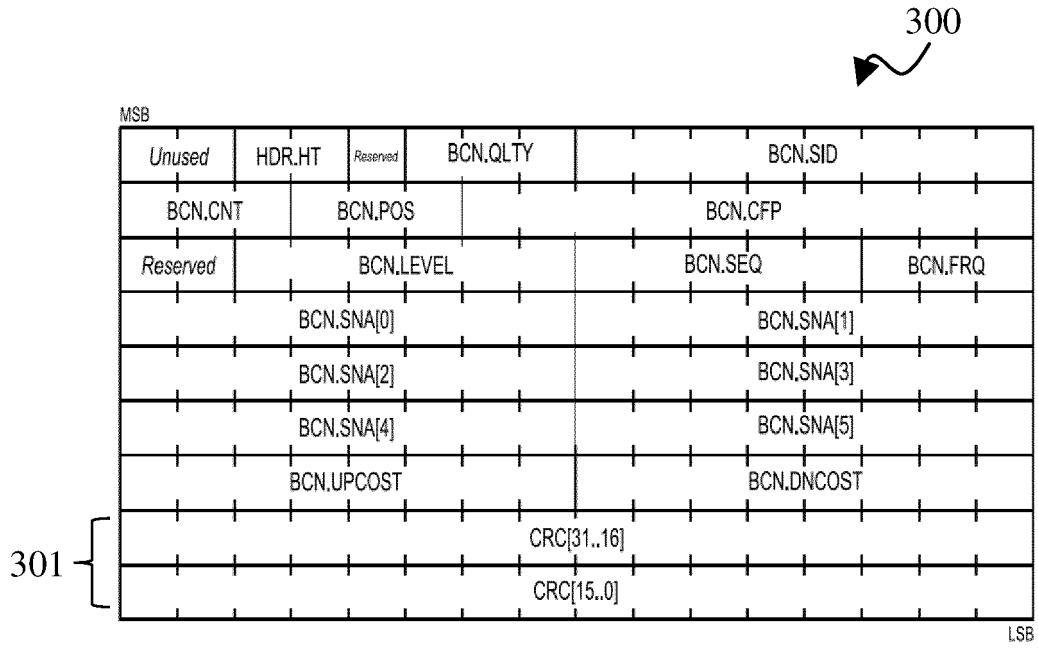 300
MSB
Unused HDR.HT Reserved BCN.QLTY BCN.SID
BCN.CNT BCN.POS BCN.CFP
Reserved BCN.LEVEL BCN.SEQ BCN.FRQ
BCN.SNA[0] BCN.SNA[1]
BCN.SNA[2] BCN.SNA[3]
BCN.SNA[4] BCN.SNA[5]
BCN.UPCOST BCN.DNCOST
CRC[31..16]
301
CRC[15..0]
LSB